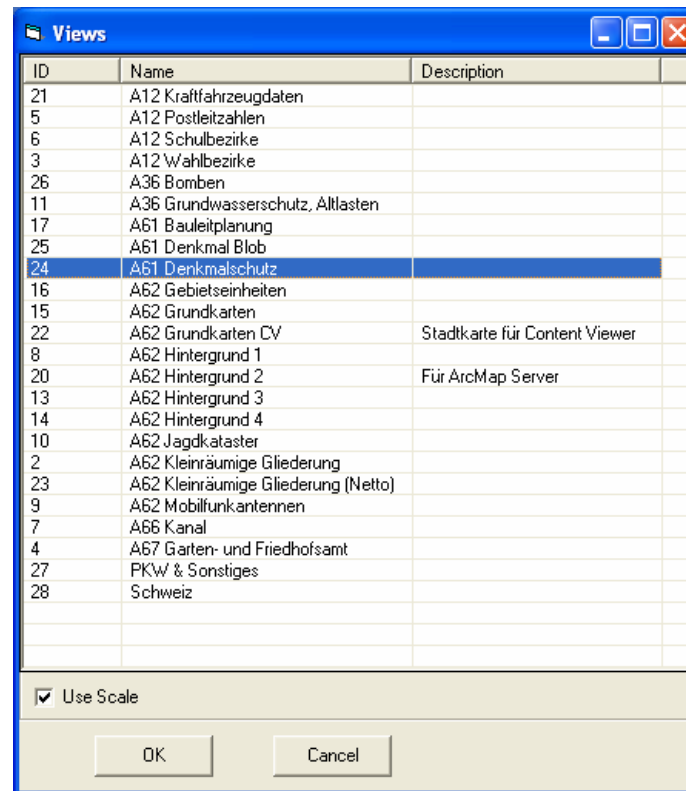 Views
ID Name Description
21 A12 Kraftfahrzeugdaten
5 A12 Postleitzahlen
6 A12 Schulbezirke
3 A12 Wahlbezirke
26 A36 Bomben
11 A36 Grundwasserschutz, Altlasten
17 A61 Bauleitplanung
25 A61 Denkmal Blob
24 A61 Denkmalschutz
16 A62 Gebietseinheiten
15 A62 Grundkarten
22 A62 Grundkarten CV Stadtkarte für Content Viewer
8 A62 Hintergrund 1
20 A62 Hintergrund 2 Für ArcMap Server
13 A62 Hintergrund 3
14 A62 Hintergrund 4
10 A62 Jagdkataster
2 A62 Kleinräumige Gliederung
23 A62 Kleinräumige Gliederung (Netto)
9 A62 Mobilfunkantennen
7 A66 Kanal
4 A67 Garten- und Friedhofsamt
27 PKW & Sonstiges
28 Schweiz
Use Scale
OK Cancel